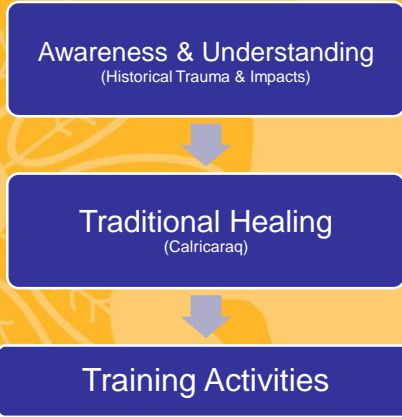 Awareness & Understanding
(Historical Trauma & Impacts)
Traditional Healing
(Calricaraq)
Training Activities